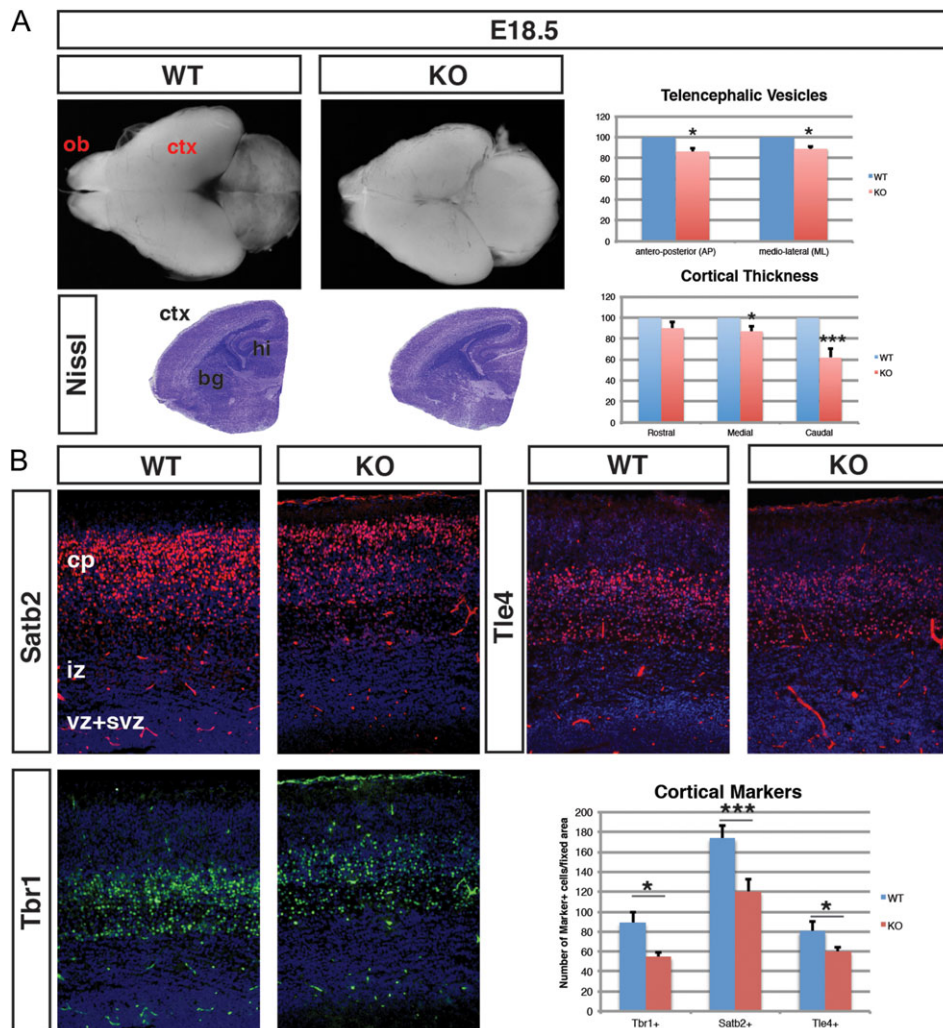 A
E18.5
WT
KO
ob
ctx
Telencephalic Vesicles
120
100
80
60
40
20
0
*
*
WT
KO
antero-posterior (AP)
medio-lateral (ML)
Nissl
ctx
hi
bg
Cortical Thickness
120
100
80
60
40
20
0
*
***
WT
KO
Rostral
Medial
Caudal
B
WT
KO
WT
KO
Satb2
cp
iz
vz+svz
Tle4
Tbr1
Cortical Markers
Number of Marker+ cells/fixed area
200
180
160
140
120
100
80
60
40
20
0
*
***
*
WT
KO
Tbr1+
Satb2+
Tle4+